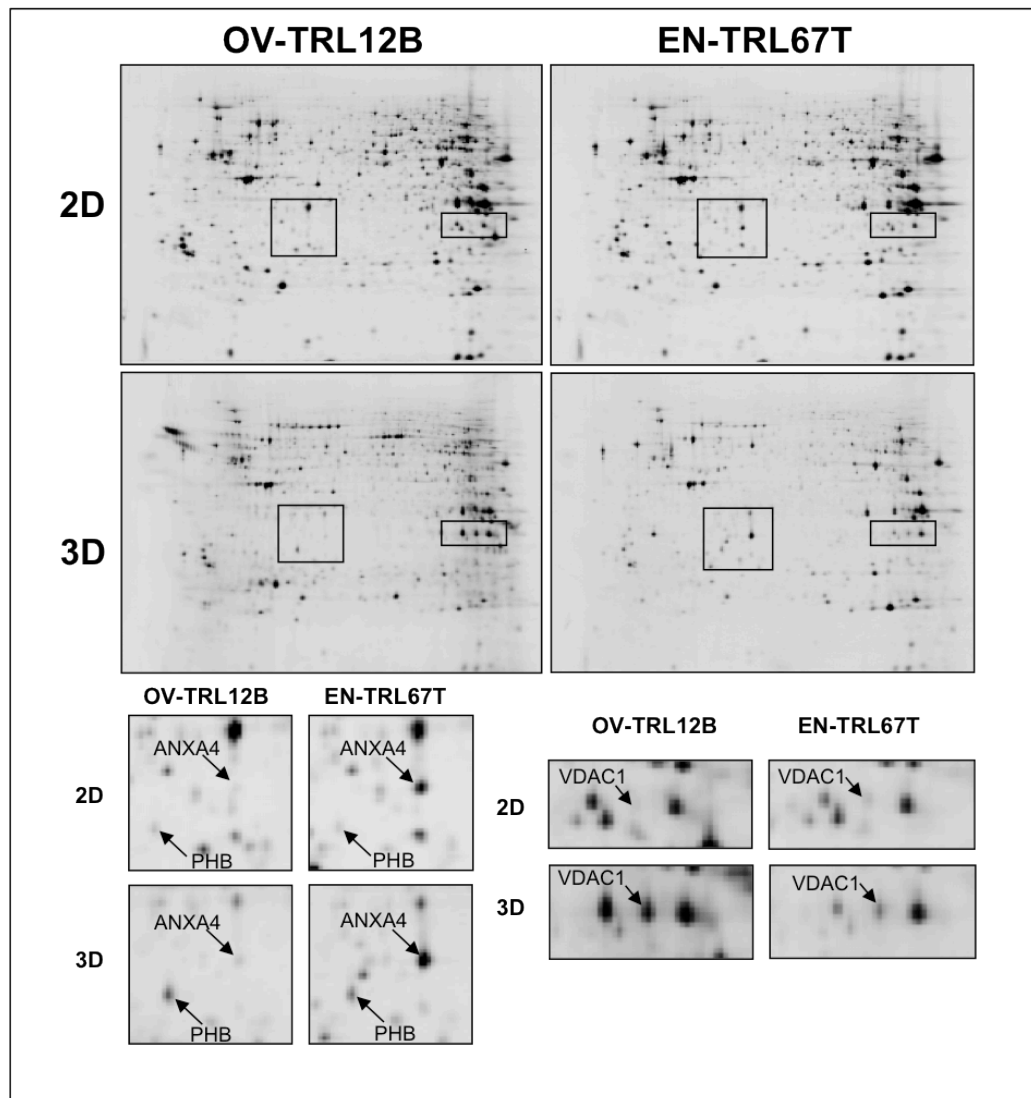 OV-TRL12B EN-TRL67T
2D
3D
OV-TRL12B EN-TRL67T
2D
ANXA4 ANXA4
PHB PHB
3D
ANXA4 ANXA4
PHB PHB
OV-TRL12B EN-TRL67T
2D
VDAC1 VDAC1
3D
VDAC1 VDAC1